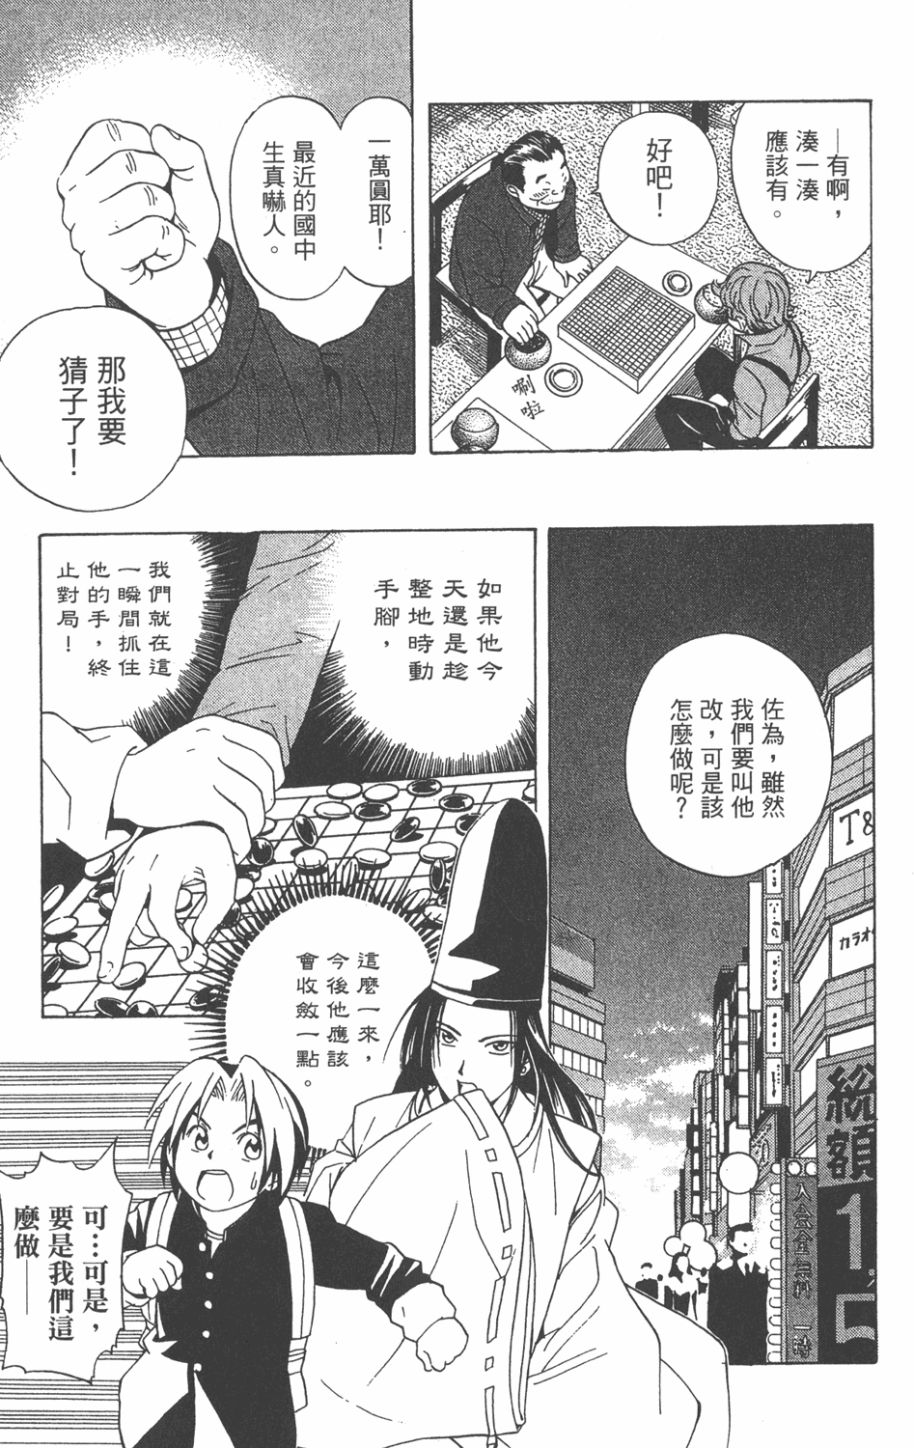 —有啊，
湊一湊
應該有。
好吧！
唰
啦
一萬圓耶！
最近的國中
生真嚇人。
那我要
猜子了！
佐為，雖然
我們要叫他
改，可是該
怎麼做呢？
T&
カラオ
総額
1
5
入会金無料
如果他今
天還是趁
整地時動
手腳，
我們就在這
一瞬間抓住
他的手，終
止對局！
這麼一來，
今後他應該
會收斂一點。
可…可是，
要是我們這
麼做——